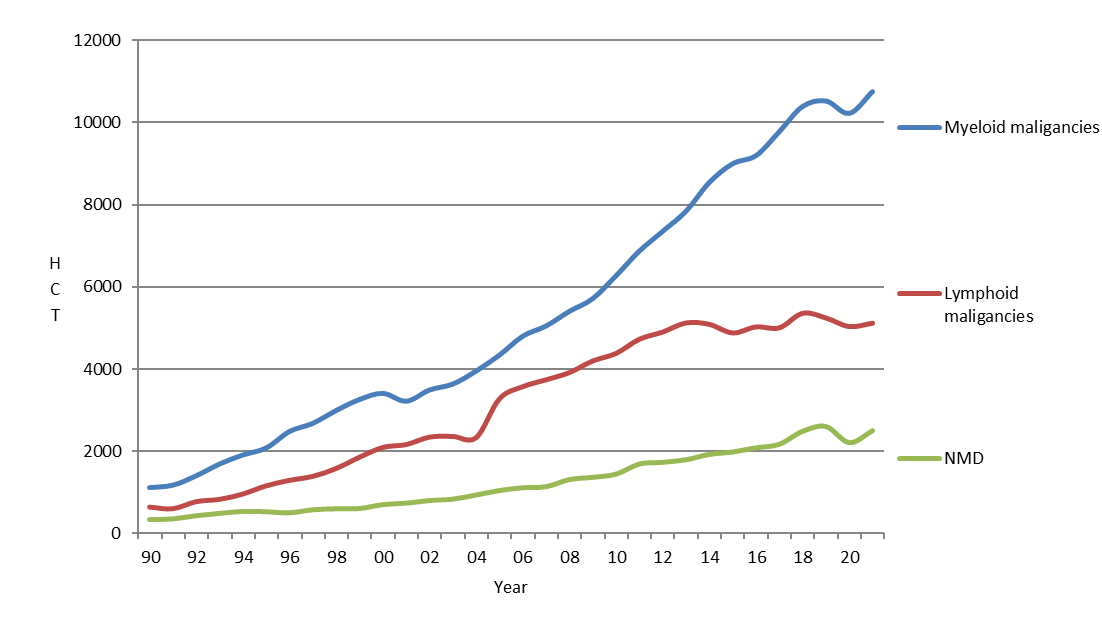 12000
10000
8000
6000
4000
2000
0
H
C
T
90 92 94 96 98 00 02 04 06 08 10 12 14 16 18 20
Year
Myeloid maligancies
Lymphoid
maligancies
NMD